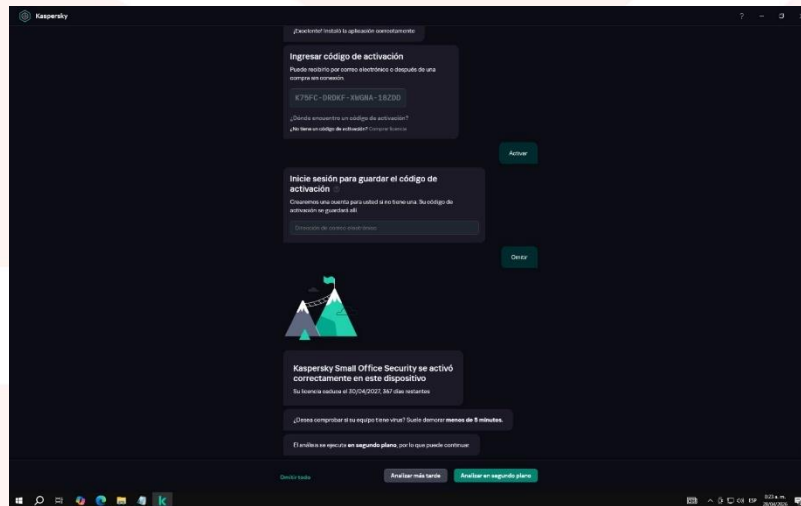 Kaspersky
¡Excelente! Instaló la aplicación correctamente
Ingresar código de activación
Puede recibirlo por correo electrónico o después de una
compra sin conexión
¿Dónde encuentro un código de activación?
¿No tiene un código de activación? Comprar licencia
Activar
Inicie sesión para guardar el código de
activación
Crearemos una cuenta para usted si no tiene una. Su código de
activación se guardará allí
Dirección de correo electrónico
Omitir
Kaspersky Small Office Security se activó
correctamente en este dispositivo
Su licencia caduca el 30/04/2027, 367 días restantes
¿Desea comprobar si su equipo tiene virus? Suele demorar menos de 5 minutos.
El análisis se ejecuta en segundo plano, por lo que puede continuar
Omitir todo
Analizar más tarde
Analizar en segundo plano
ESP